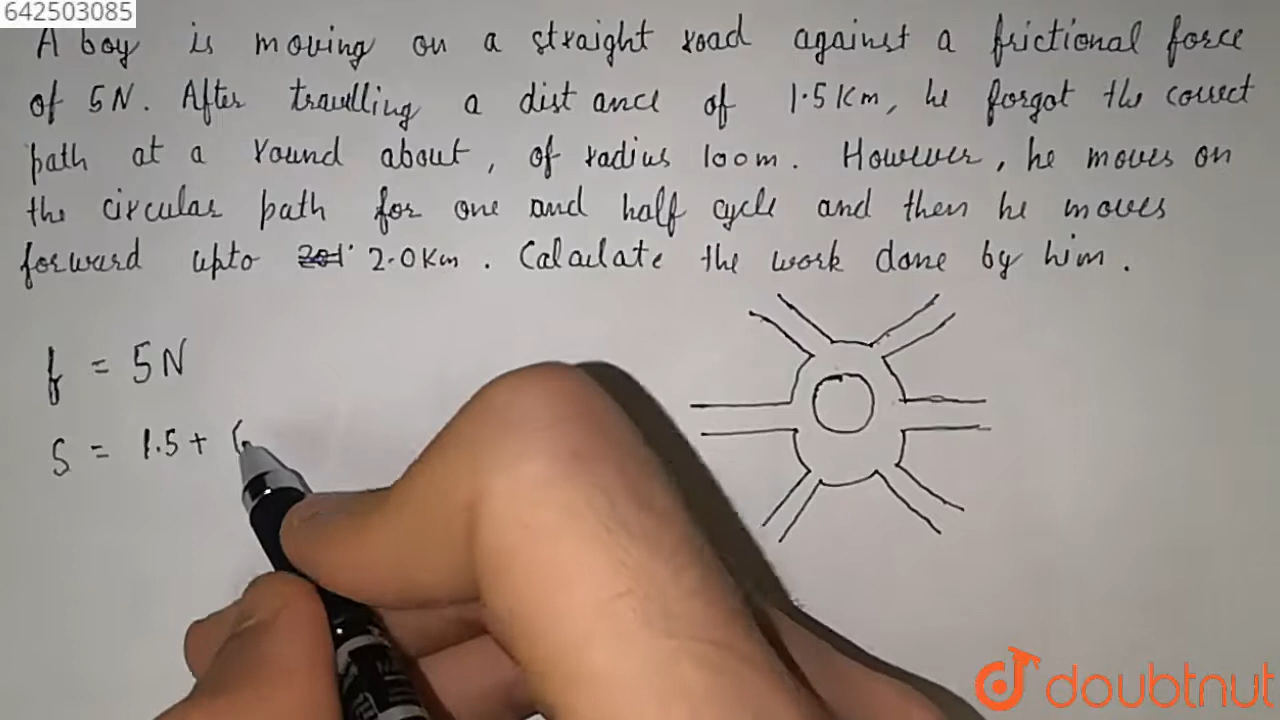 642503085
A boy is moving on a straight road against a frictional force
of 5N. After travelling a distance of 1.5 Km, he forgot the correct
path at a round about, of radius 100m. However, he moves on
the circular path for one and half cycle and then he moves
forward upto 2.0 Km. Calculate the work done by him.
f = 5N
S = 1.5 + (
doubtnut